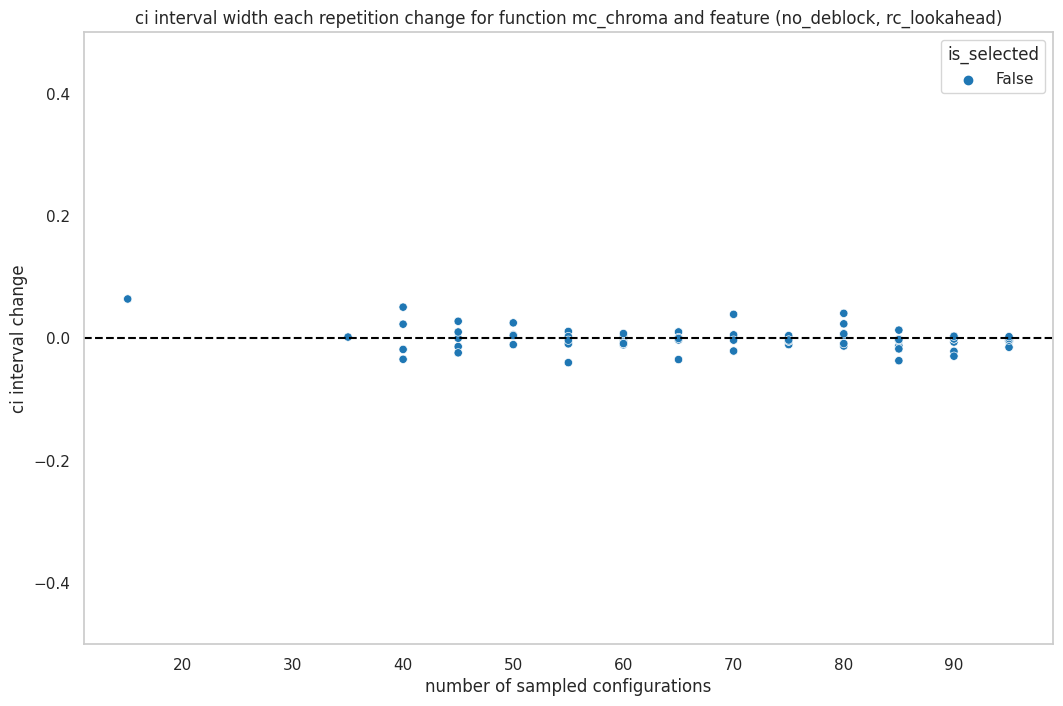 ci interval width each repetition change for function mc_chroma and feature (no_deblock, rc_lookahead)
is_selected
False
0.4
0.2
0.0
−0.2
−0.4
ci interval change
20 30 40 50 60 70 80 90
number of sampled configurations